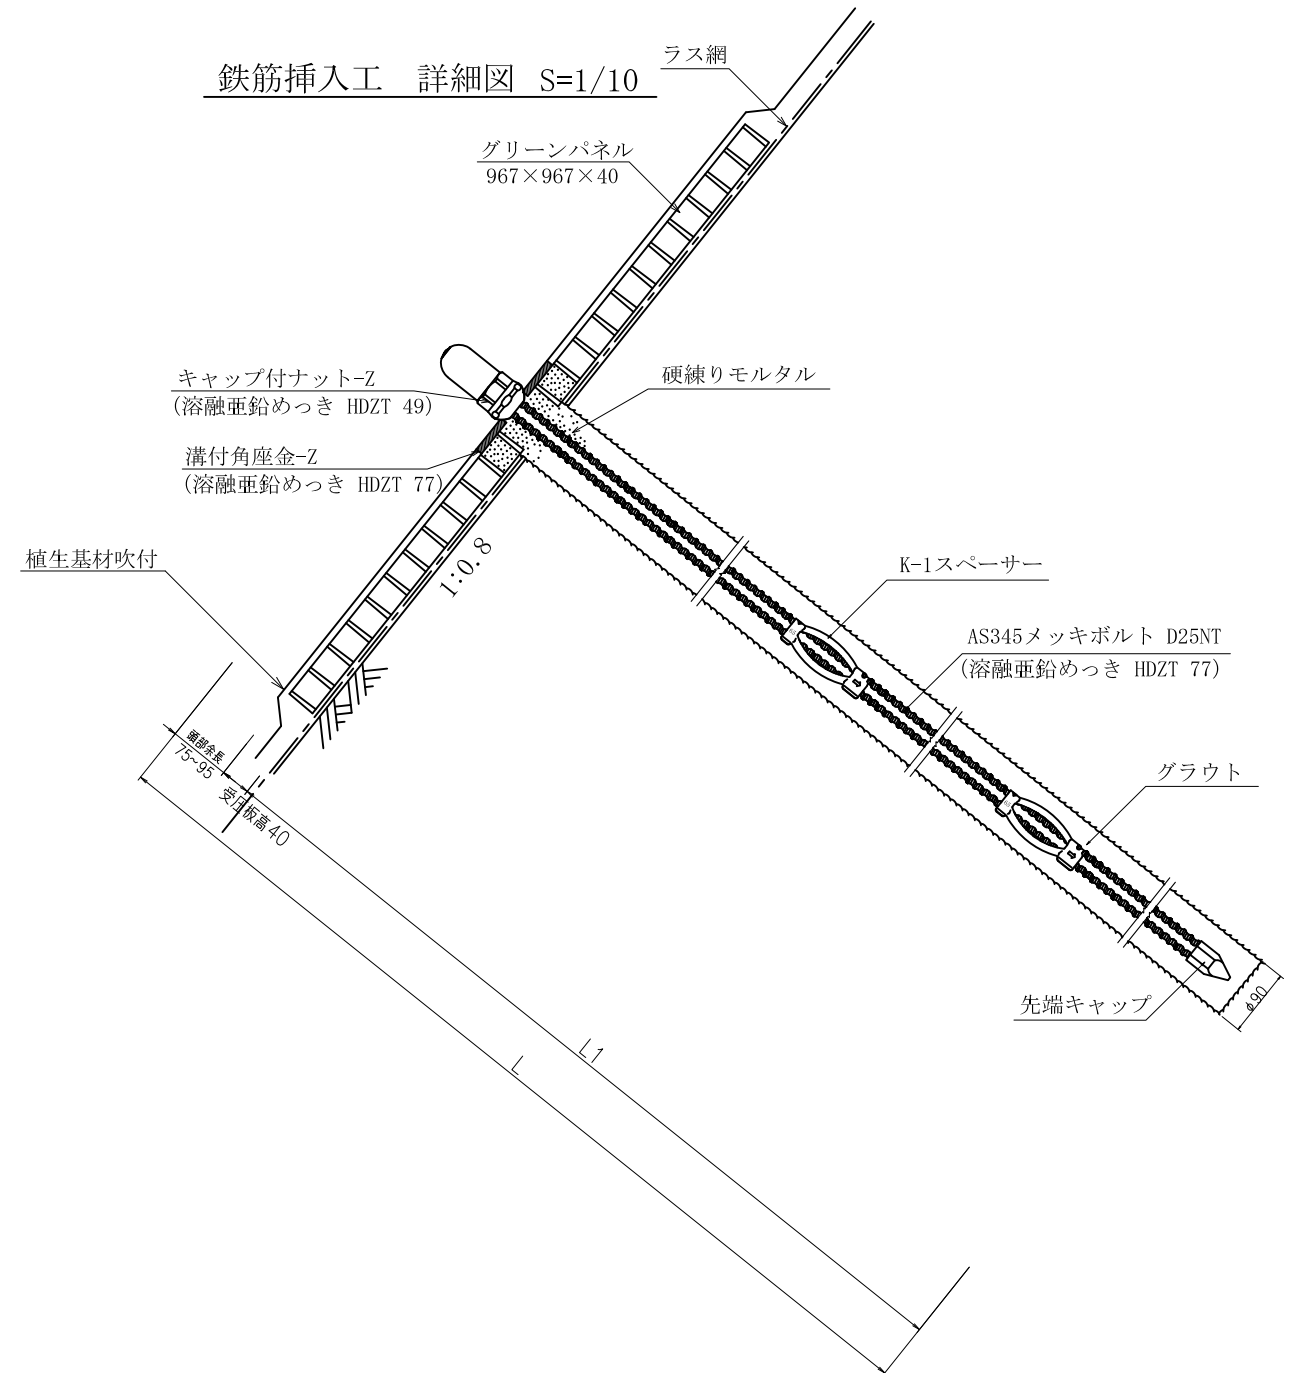 鉄筋挿入工　詳細図　S=1/10
ラス網
グリーンパネル
967×967×40
キャップ付ナット-Z
(溶融亜鉛めっき HDZT 49)
硬練りモルタル
溝付角座金-Z
(溶融亜鉛めっき HDZT 77)
植生基材吹付
1:0.8
K-1スペーサー
AS345メッキボルト D25NT
(溶融亜鉛めっき HDZT 77)
頭部余長
75~95
受圧板高40
グラウト
先端キャップ
φ90
L1
L